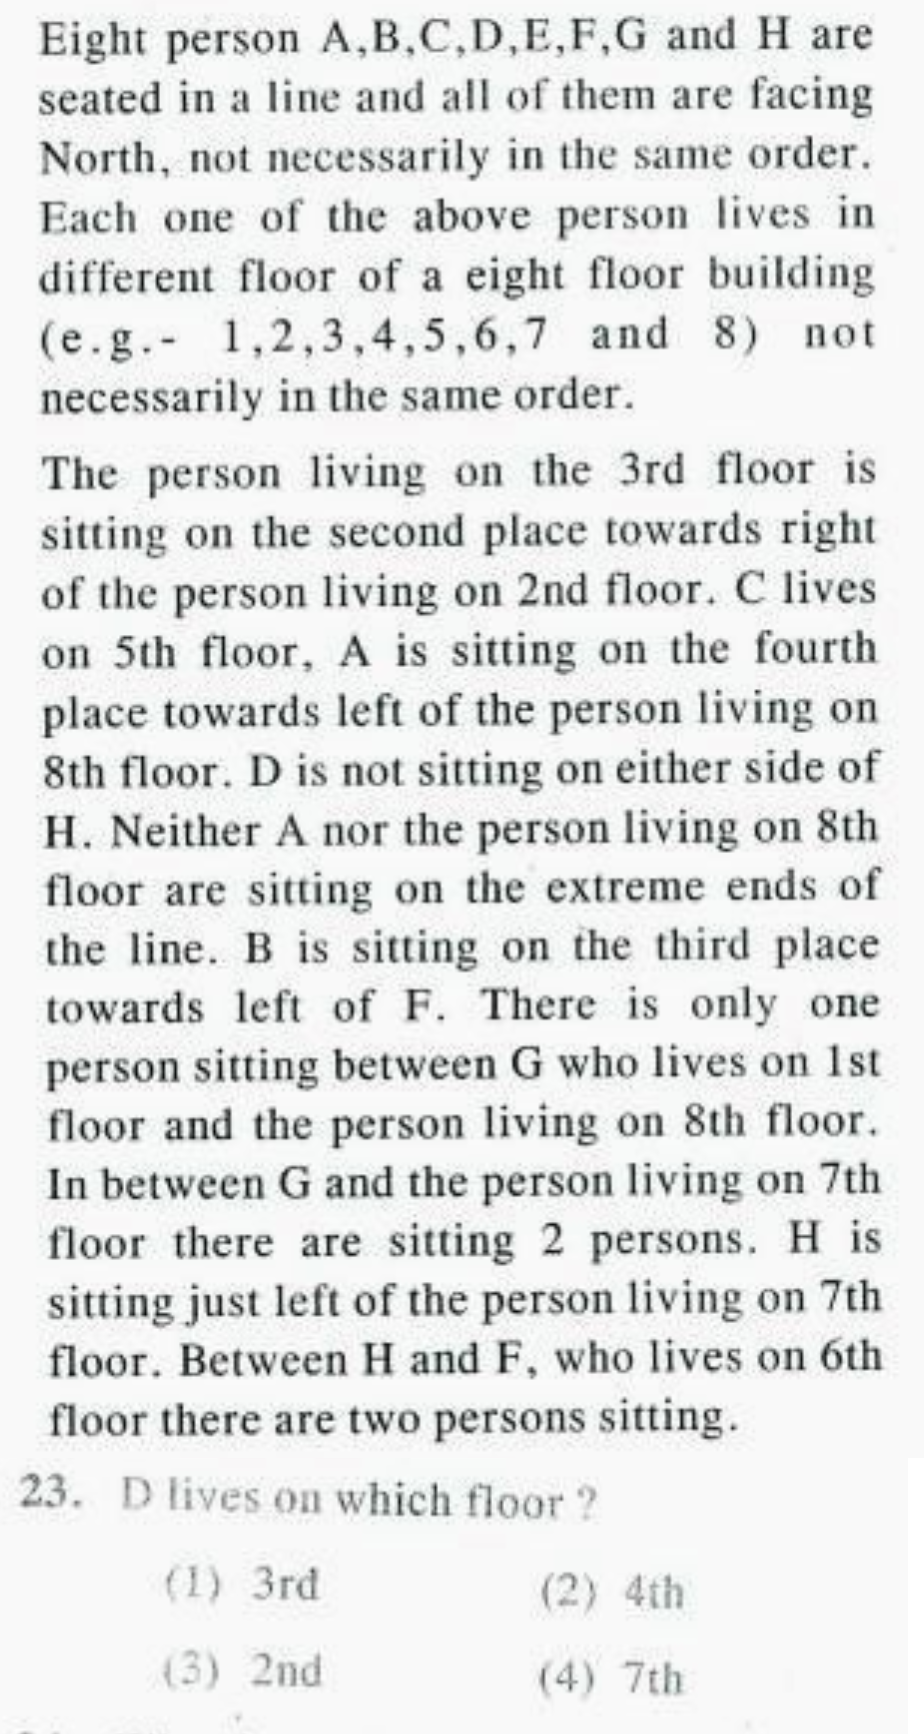 Eight person A,B,C,D,E,F,G and H are
seated in a line and all of them are facing
North, not necessarily in the same order.
Each one of the above person lives in
different floor of a eight floor building
(e.g.- 1,2,3,4,5,6,7 and 8) not
necessarily in the same order.
The person living on the 3rd floor is
sitting on the second place towards right
of the person living on 2nd floor. C lives
on 5th floor, A is sitting on the fourth
place towards left of the person living on
8th floor. D is not sitting on either side of
H. Neither A nor the person living on 8th
floor are sitting on the extreme ends of
the line. B is sitting on the third place
towards left of F. There is only one
person sitting between G who lives on 1st
floor and the person living on 8th floor.
In between G and the person living on 7th
floor there are sitting 2 persons. H is
sitting just left of the person living on 7th
floor. Between H and F, who lives on 6th
floor there are two persons sitting.
23. D lives on which floor ?
(1) 3rd (2) 4th
(3) 2nd (4) 7th